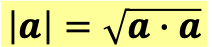 |𝒂| = √𝒂 · 𝒂